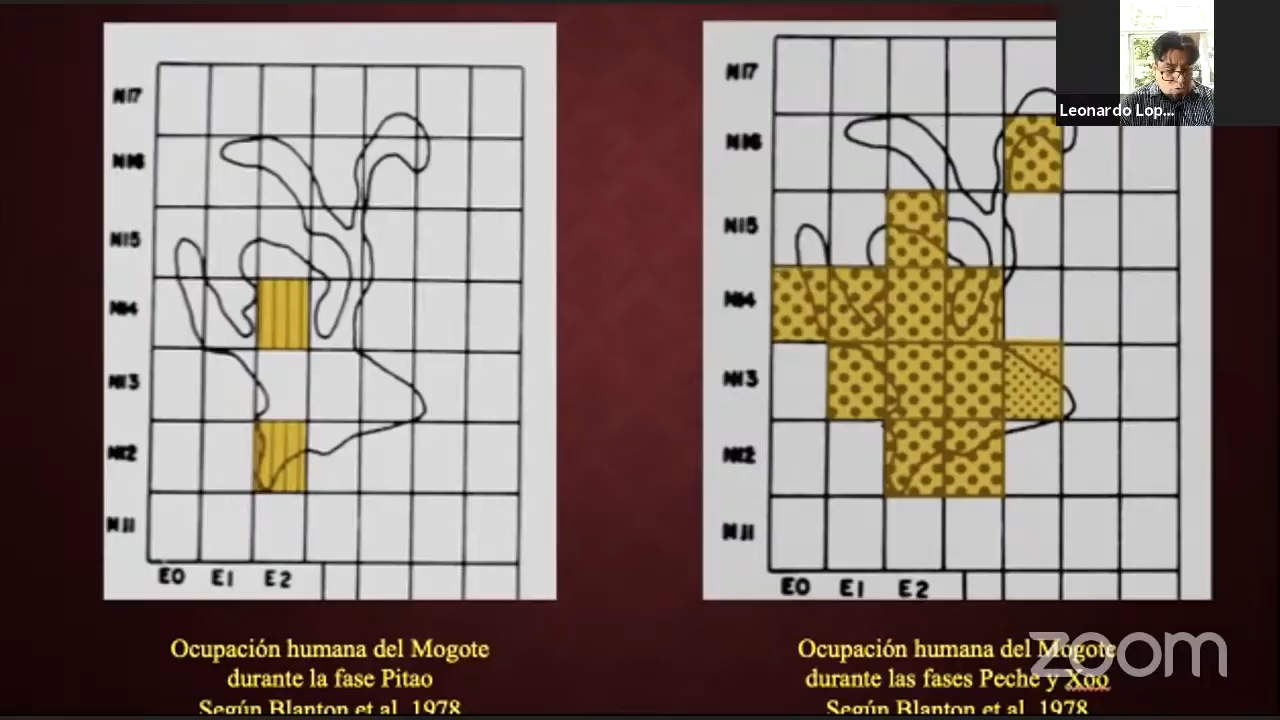 N17
N16
N15
N14
N13
N12
N11
E0 E1 E2
Ocupación humana del Mogote
durante la fase Pitao
Según Blanton et al. 1978
N17
N16
N15
N14
N13
N12
N11
E0 E1 E2
Ocupación humana del Mogote
durante las fases Peche y Xoo
Según Blanton et al. 1978
Leonardo Lop...
zoom